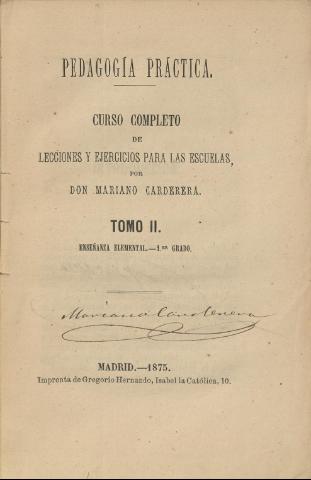 PEDAGOGÍA PRÁCTICA.
CURSO COMPLETO
DE
LECCIONES Y EJERCICIOS PARA LAS ESCUELAS,
POR
DON MARIANO CARDERERA.
TOMO II.
ENSEÑANZA ELEMENTAL.—1.ER GRADO.
Mariano Carderera
MADRID.—1875.
Imprenta de Gregorio Hernando, Isabel la Católica, 10.